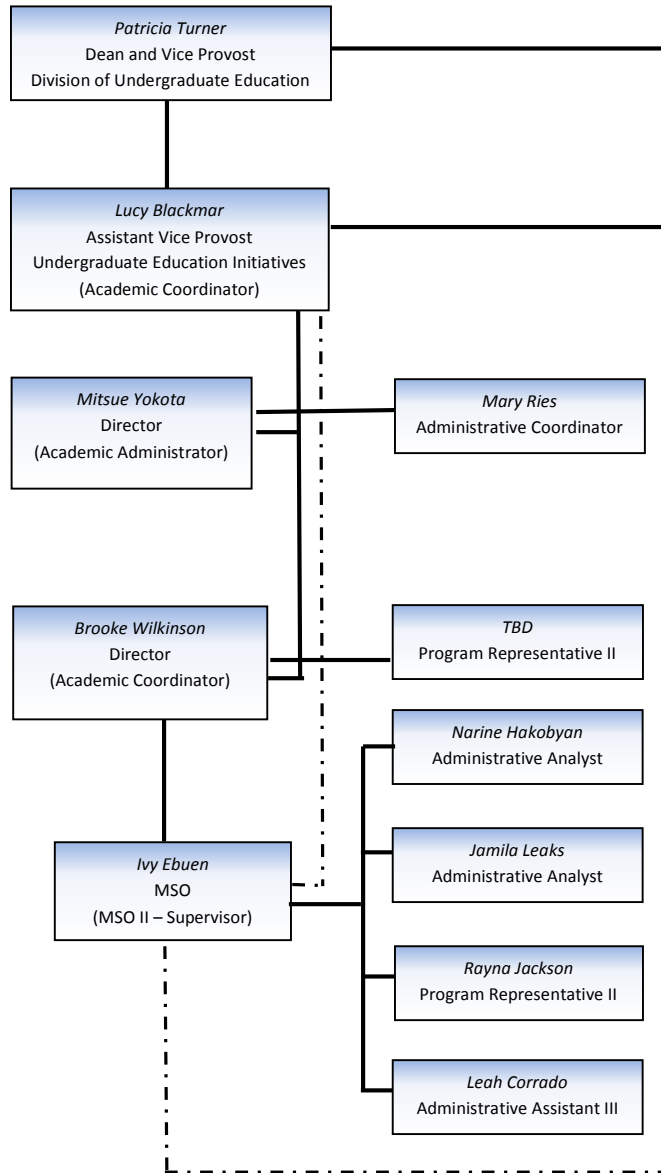 Patricia Turner
Dean and Vice Provost
Division of Undergraduate Education
Lucy Blackmar
Assistant Vice Provost
Undergraduate Education Initiatives
(Academic Coordinator)
Mitsue Yokota
Director
(Academic Administrator)
Mary Ries
Administrative Coordinator
Brooke Wilkinson
Director
(Academic Coordinator)
TBD
Program Representative II
Narine Hakobyan
Administrative Analyst
Jamila Leaks
Administrative Analyst
Ivy Ebuen
MSO
(MSO II – Supervisor)
Rayna Jackson
Program Representative II
Leah Corrado
Administrative Assistant III